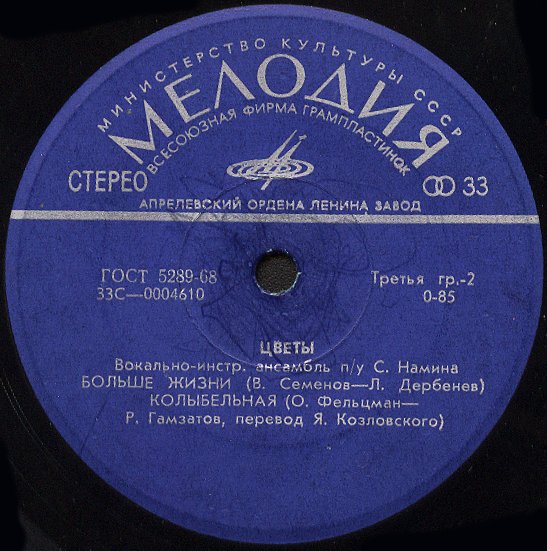 МИНИСТЕРСТВО КУЛЬТУРЫ СССР
МЕЛОДИЯ
ВСЕСОЮЗНАЯ ФИРМА ГРАМПЛАСТИНОК
СТЕРЕО
33
АПРЕЛЕВСКИЙ ОРДЕНА ЛЕНИНА ЗАВОД
ГОСТ 5289-68
Третья гр.-2
33С—0004610
0-85
ЦВЕТЫ
Вокально-инстр. ансамбль п/у С. Намина
БОЛЬШЕ ЖИЗНИ (В. Семенов—Л. Дербенев)
КОЛЫБЕЛЬНАЯ (О. Фельцман—
Р. Гамзатов, перевод Я. Козловского)